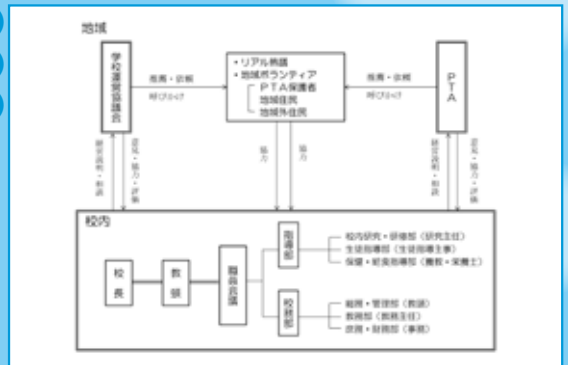 地域
学校運営協議会
推薦・依頼
呼びかけ
・リアル熟議
・地域ボランティア
PTA保護者
地域住民
地域外住民
推薦・依頼
呼びかけ
PTA
経営説明・相談
意見・協力・評価
協力
協力
経営説明・相談
意見・協力・評価
校内
校長
教頭
職員会議
指導部
校内研究・研修部（研究主任）
生徒指導部（生徒指導主事）
保健・給食指導部（養教・栄養士）
校務部
総務・管理部（教頭）
教務部（教務主任）
庶務・財務部（事務）